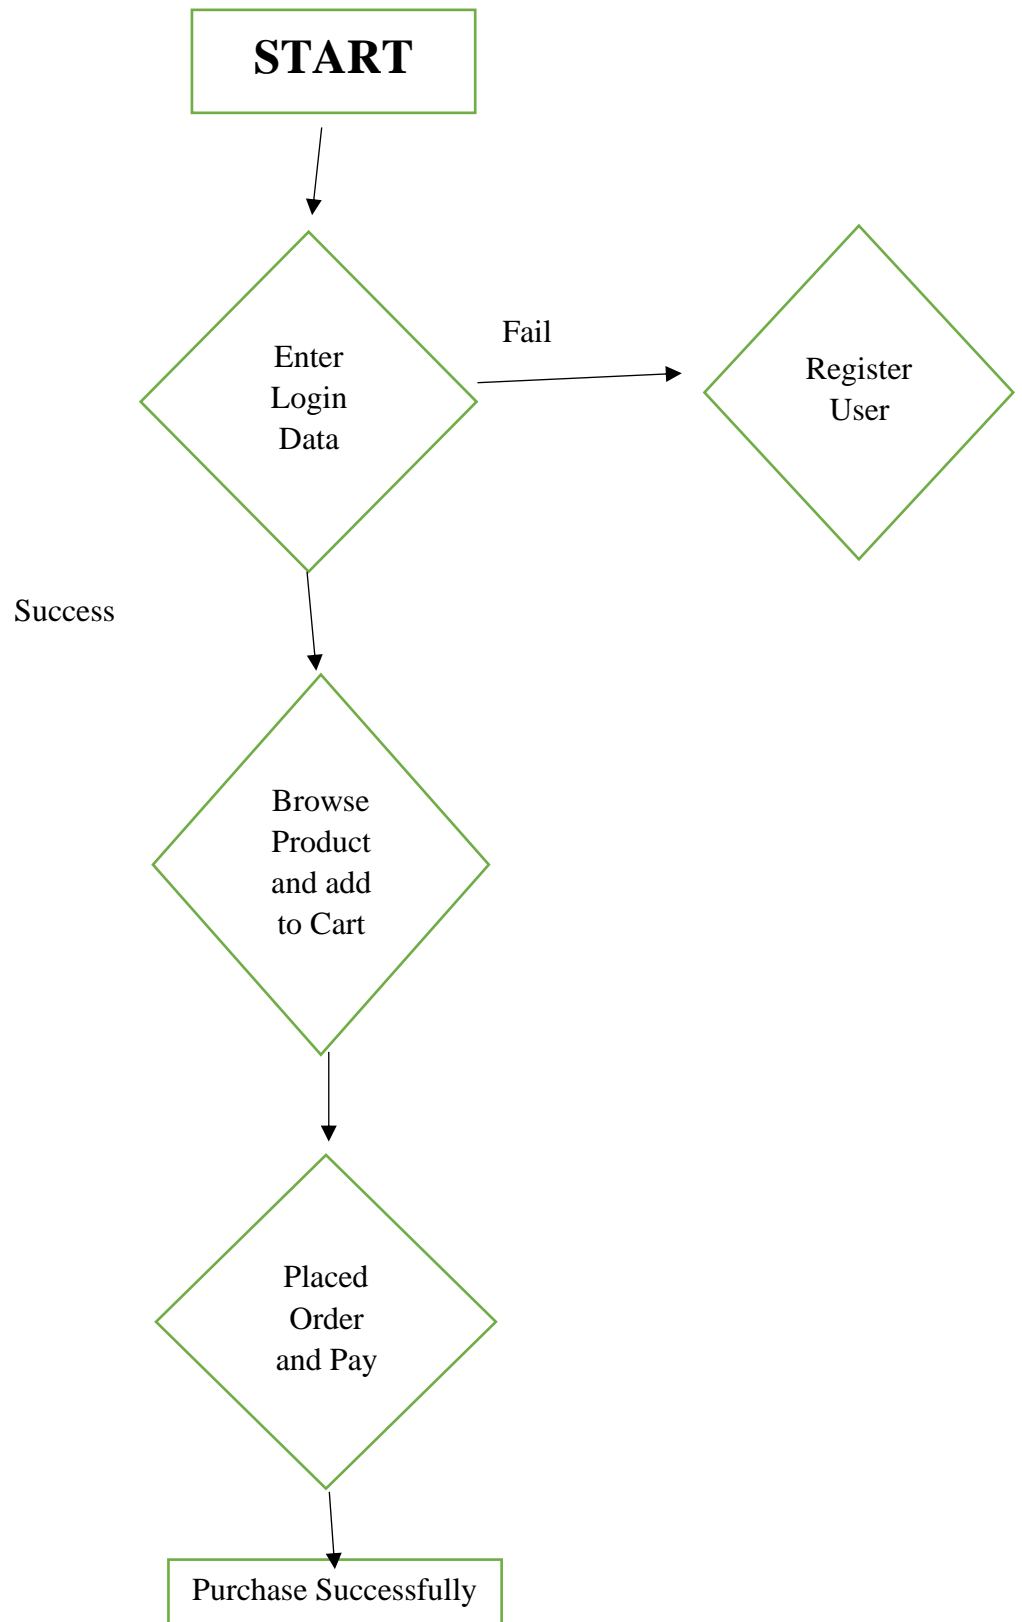 START
Fail
Enter
Login
Data
Register
User
Success
Browse
Product
and add
to Cart
Placed
Order
and Pay
Purchase Successfully